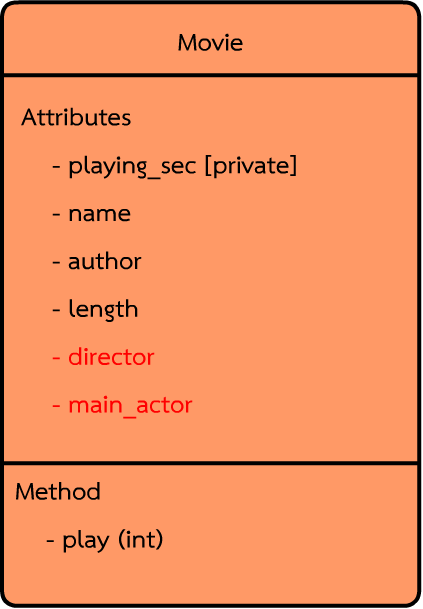 Movie
Attributes
- playing_sec [private]
- name
- author
- length
- director
- main_actor
Method
- play (int)